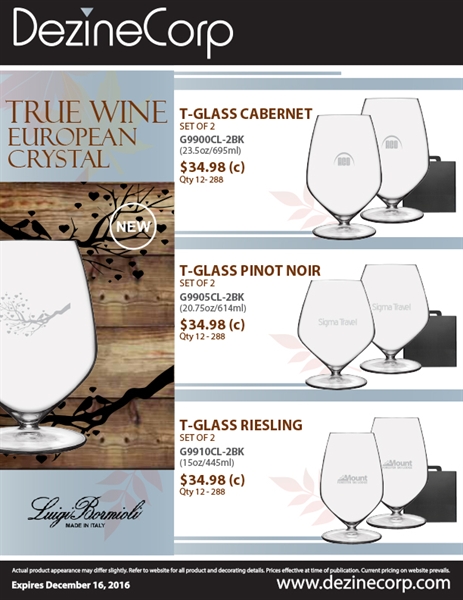 DezineCorp
TRUE WINE
EUROPEAN
CRYSTAL
NEW
Luigi Bormioli
MADE IN ITALY
T-GLASS CABERNET
SET OF 2
G9900CL-2BK
(23.5oz/695ml)
$34.98 (c)
Qty 12- 288
T-GLASS PINOT NOIR
SET OF 2
G9905CL-2BK
(20.75oz/614ml)
$34.98 (c)
Qty 12 - 288
Sigma Travel
Sigma Travel
T-GLASS RIESLING
SET OF 2
G9910CL-2BK
(15oz/445ml)
$34.98 (c)
Qty 12 - 288
Mount
Mount
Actual product appearance may differ slightly. Refer to website for all product and decorating details. Prices effective at time of publication. Current pricing on website prevails.
Expires December 16, 2016
www.dezinecorp.com